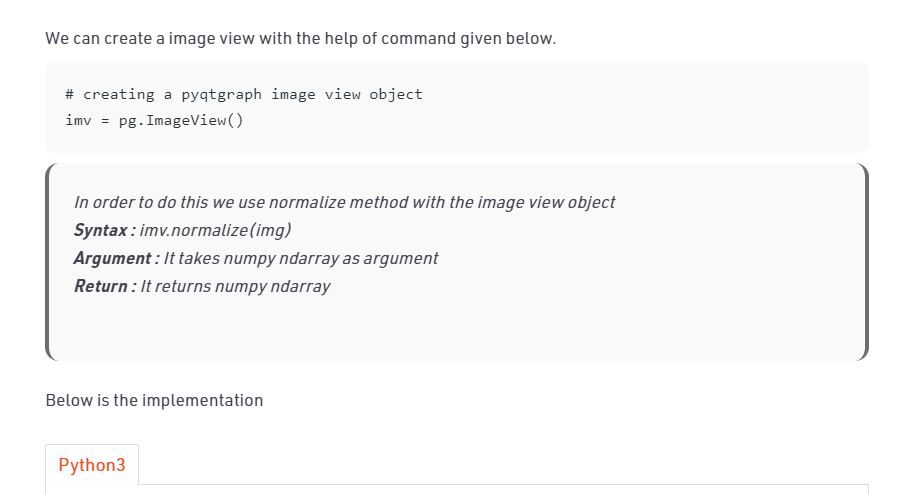 We can create a image view with the help of command given below.
# creating a pyqtgraph image view object
imv = pg.ImageView()
In order to do this we use normalize method with the image view object
Syntax : imv.normalize(img)
Argument : It takes numpy ndarray as argument
Return : It returns numpy ndarray
Below is the implementation
Python3